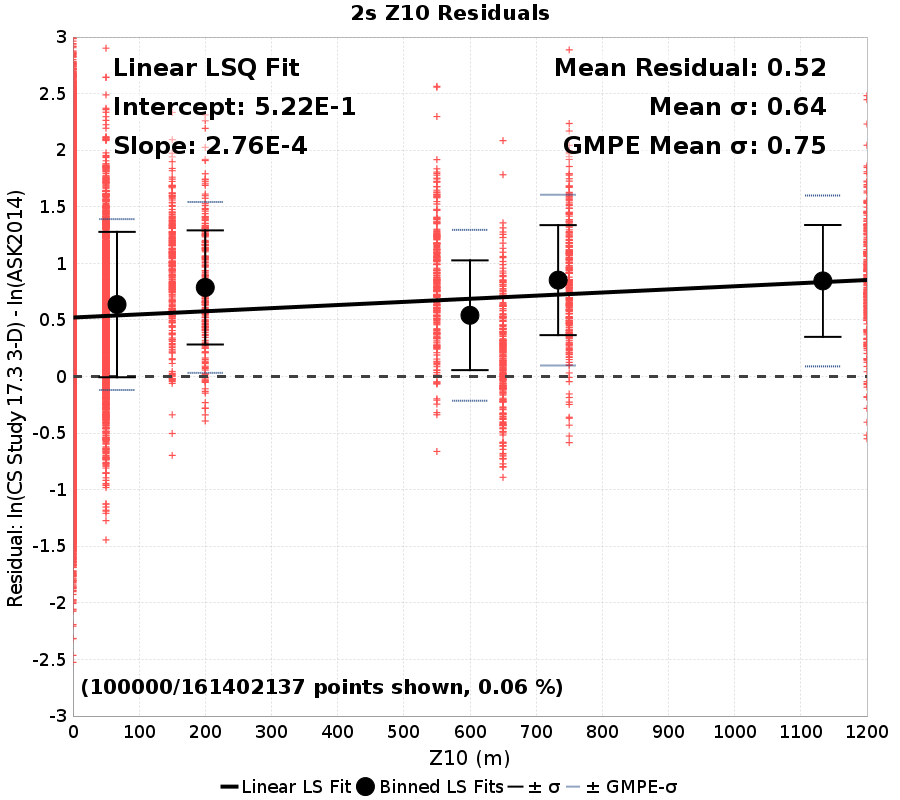 2s Z10 Residuals
Linear LSQ Fit
Intercept: 5.22E-1
Slope: 2.76E-4
Mean Residual: 0.52
Mean σ: 0.64
GMPE Mean σ: 0.75
Residual: ln(CS Study 17.3 3-D) - ln(ASK2014)
3
2.5
2
1.5
1
0.5
0
-0.5
-1
-1.5
-2
-2.5
-3
(100000/161402137 points shown, 0.06 %)
0 100 200 300 400 500 600 700 800 900 1000 1100 1200
Z10 (m)
Linear LS Fit Binned LS Fits ± σ ± GMPE-σ